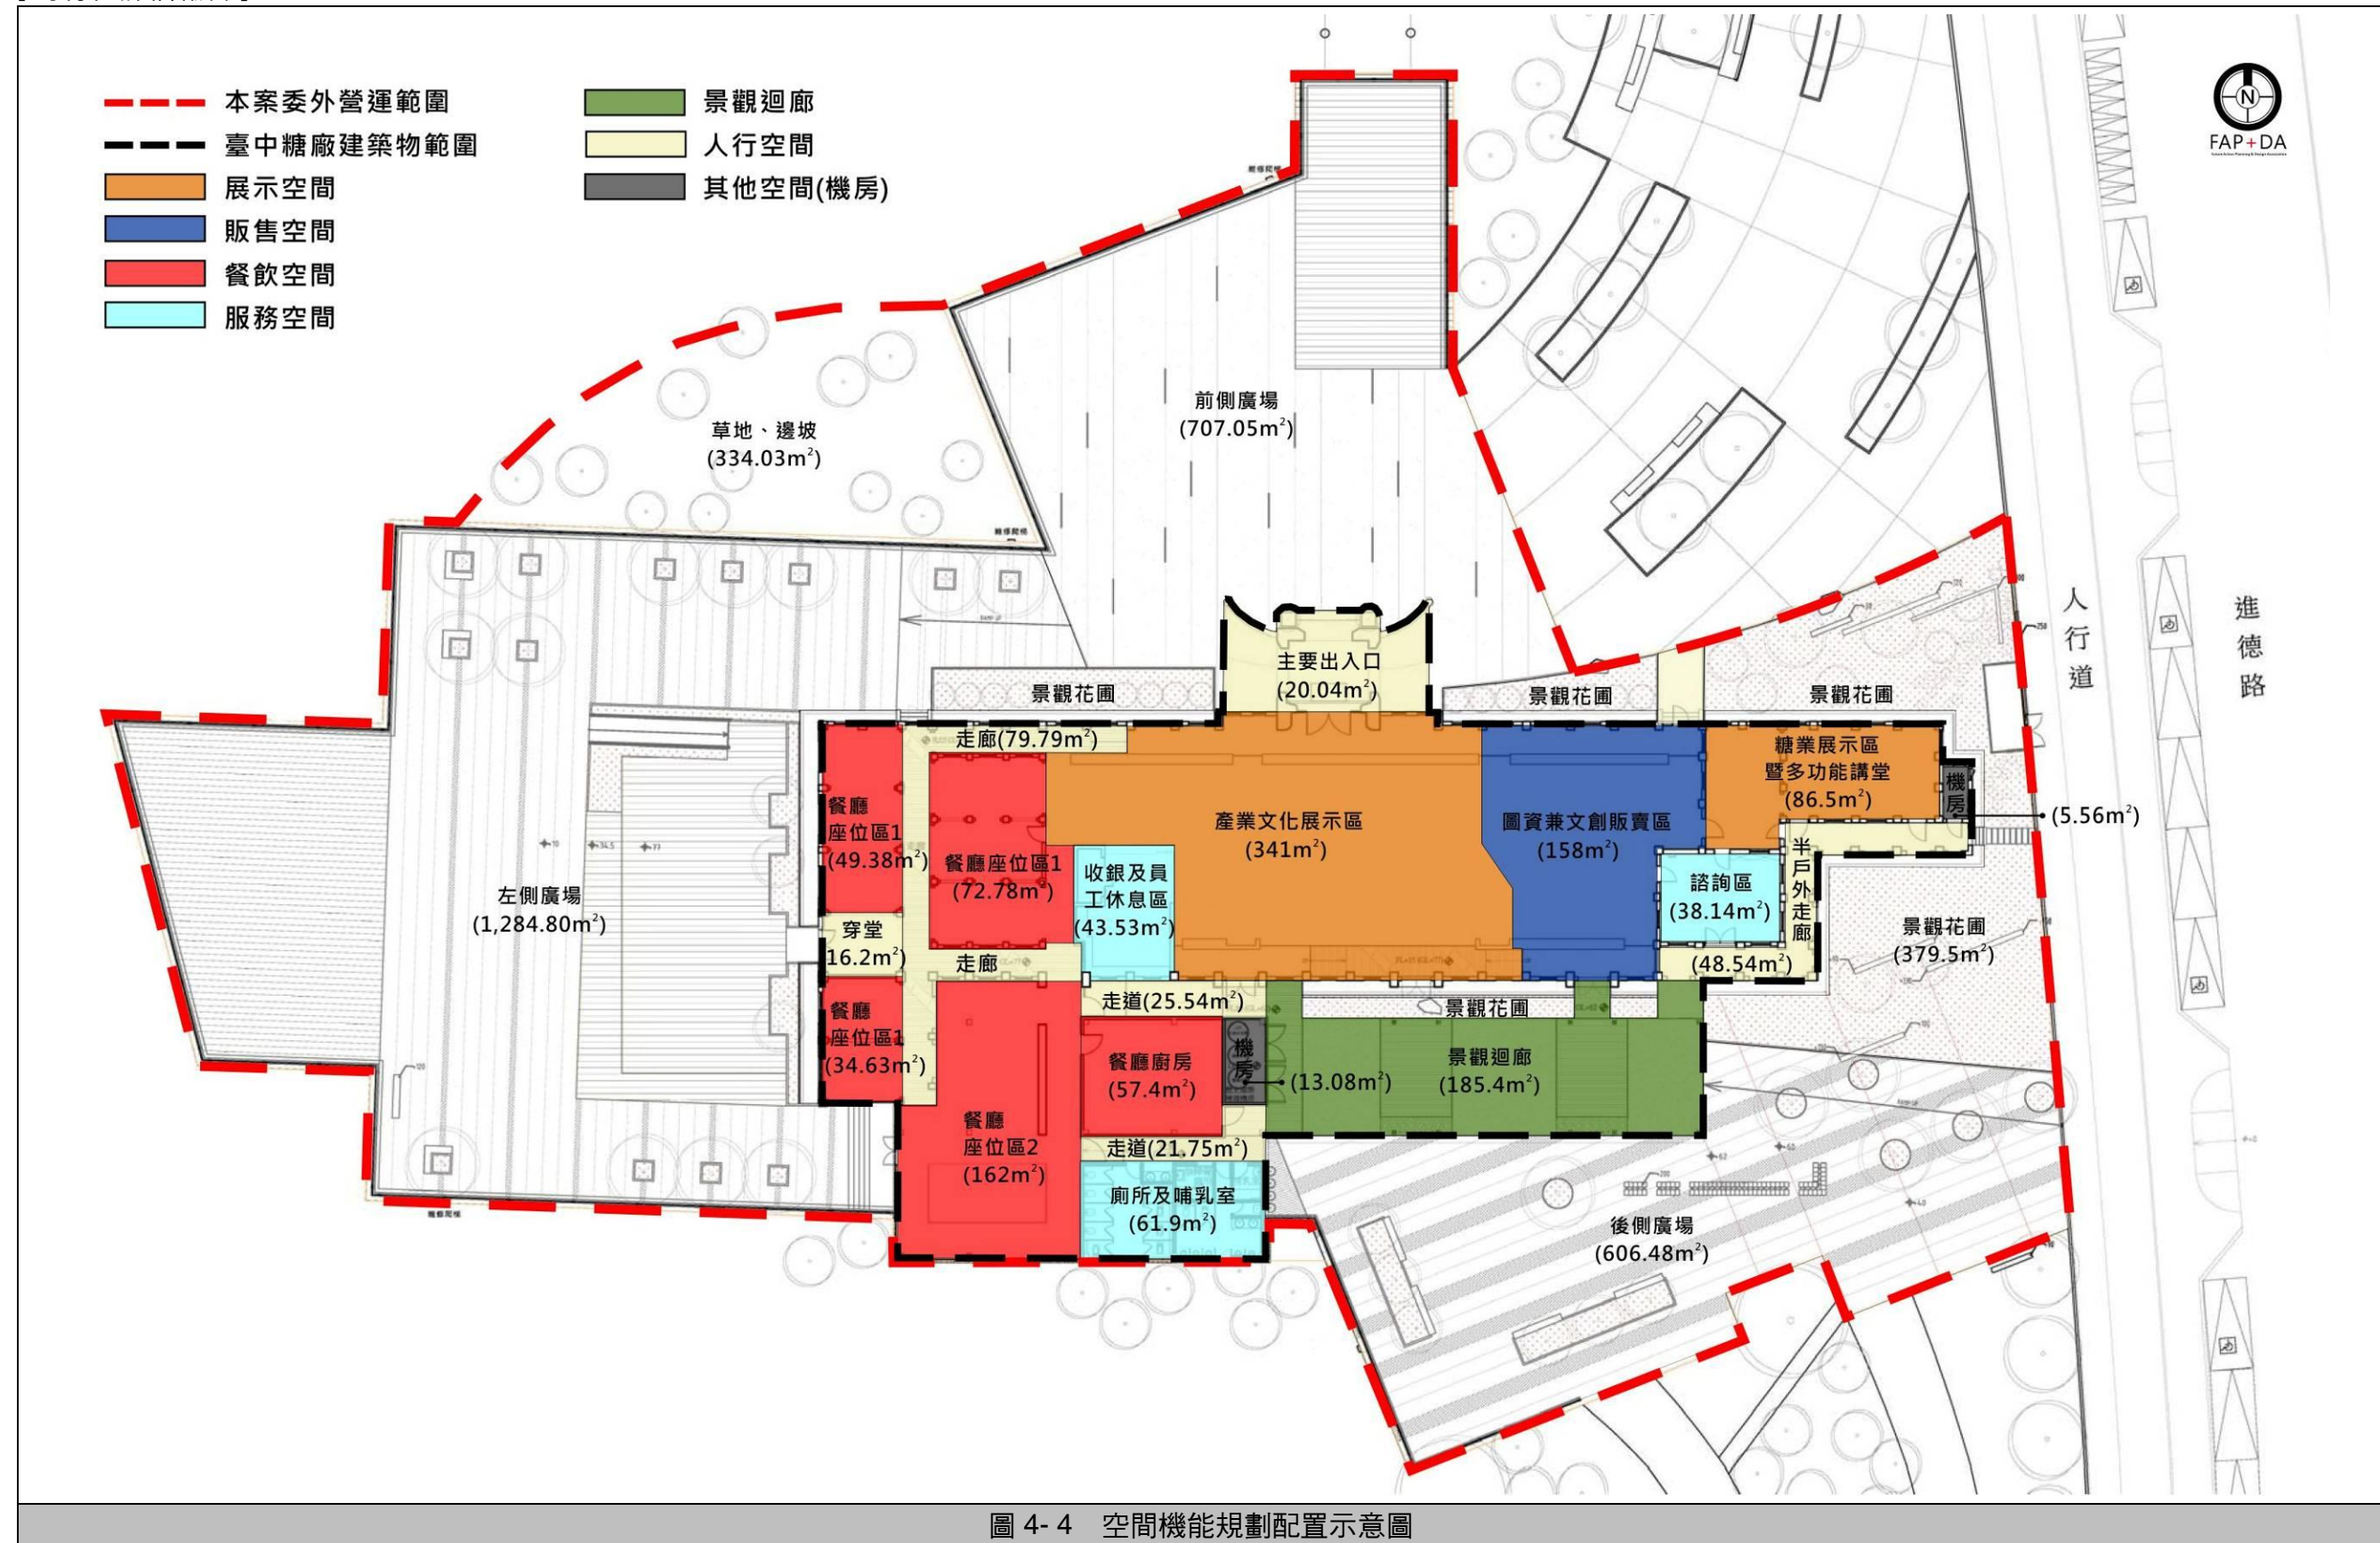 本案委外營運範圍
臺中糖廠建築物範圍
展示空間
販售空間
餐飲空間
服務空間
景觀迴廊
人行空間
其他空間(機房)
N
FAP+DA
草地、邊坡
(334.03m²)
前側廣場
(707.05m²)
主要出入口
(20.04m²)
景觀花圃
景觀花圃
景觀花圃
人行道
進德路
走廊(79.79m²)
餐廳
座位區1
(49.38m²)
餐廳座位區1
(72.78m²)
收銀及員
工休息區
(43.53m²)
產業文化展示區
(341m²)
圖資兼文創販賣區
(158m²)
糖業展示區
暨多功能講堂
(86.5m²)
機房
(5.56m²)
諮詢區
(38.14m²)
半戶外走廊
(48.54m²)
景觀花圃
(379.5m²)
左側廣場
(1,284.80m²)
穿堂
16.2m²)
走廊
餐廳
座位區1
(34.63m²)
走道(25.54m²)
景觀花圃
餐廳廚房
(57.4m²)
機房
(13.08m²)
景觀迴廊
(185.4m²)
餐廳
座位區2
(162m²)
走道(21.75m²)
廁所及哺乳室
(61.9m²)
後側廣場
(606.48m²)
圖 4- 4 空間機能規劃配置示意圖